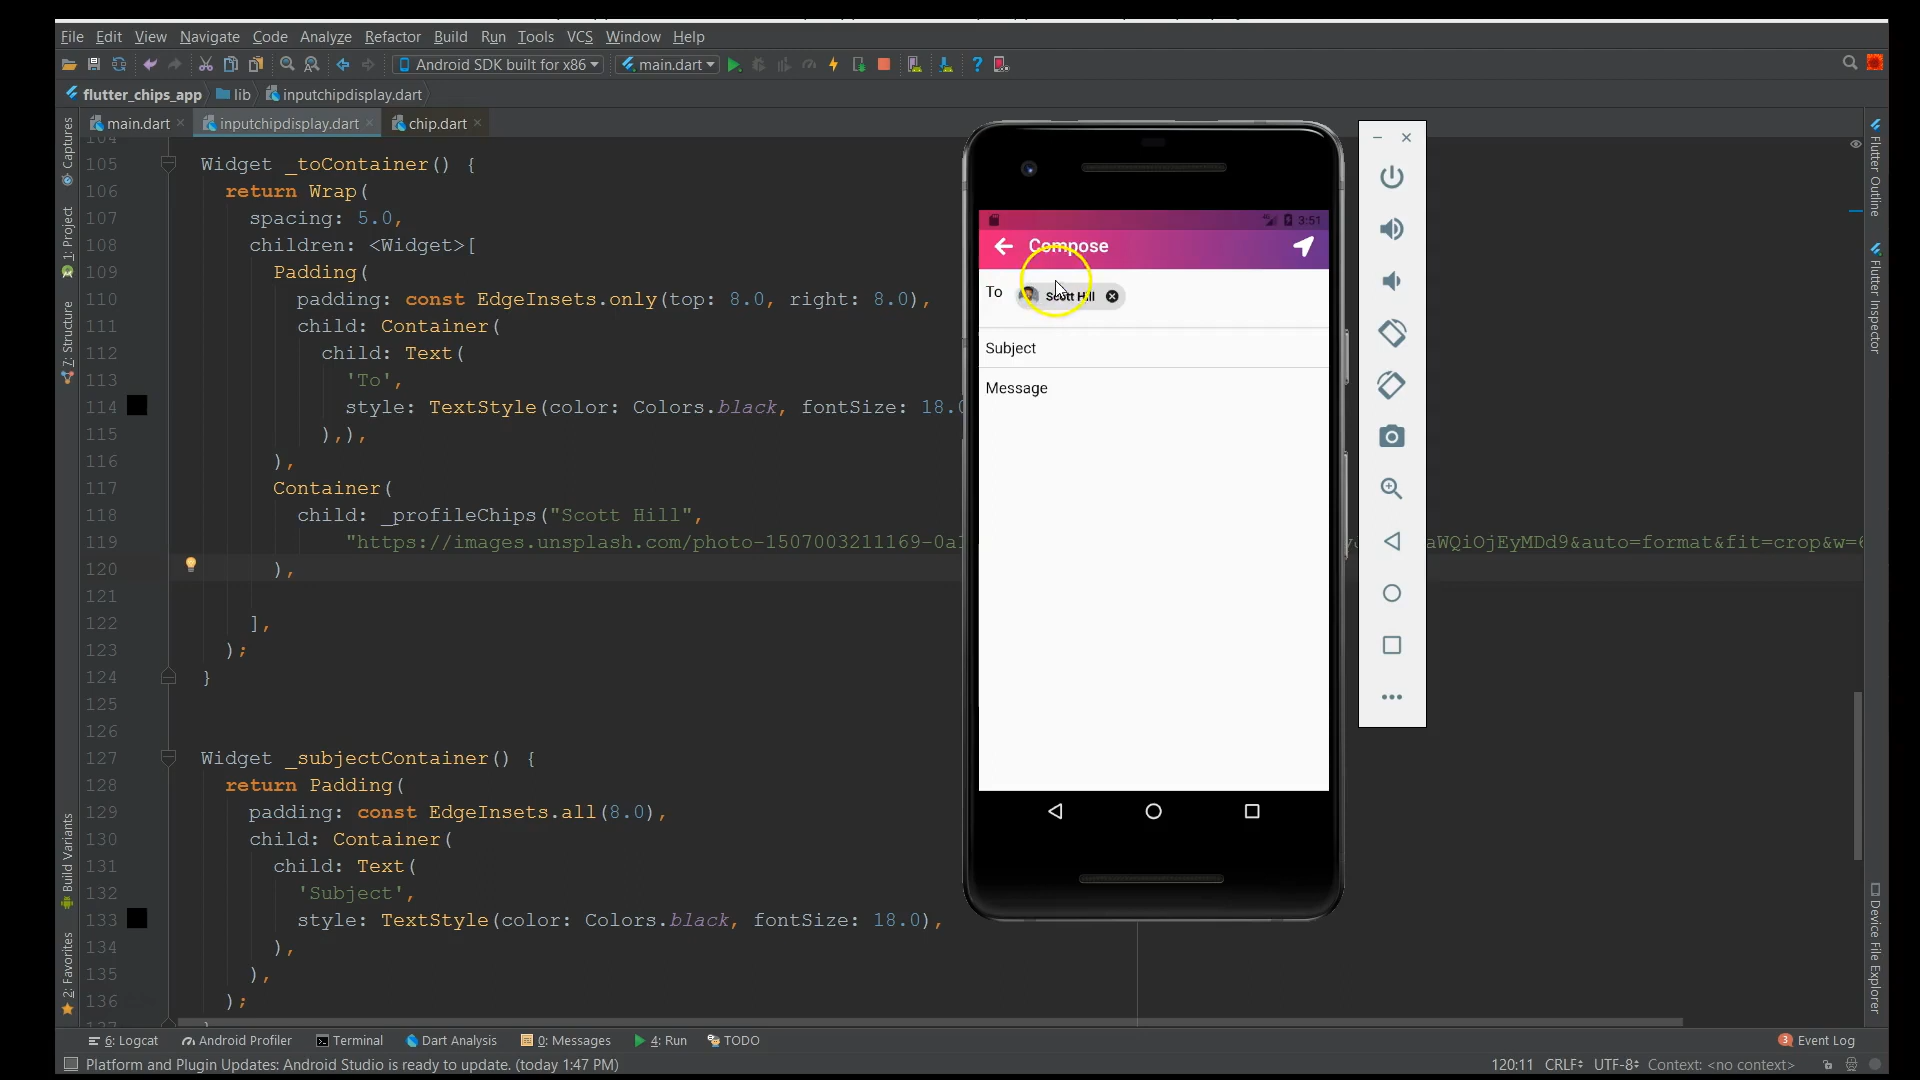 File Edit View Navigate Code Analyze Refactor Build Run Tools VCS Window Help
Android SDK built for x86 main.dart
flutter_chips_app lib inputchipdisplay.dart
main.dart inputchipdisplay.dart chip.dart
105 Widget _toContainer() {
106 return Wrap(
107 spacing: 5.0,
108 children: <Widget>[
109 Padding(
110 padding: const EdgeInsets.only(top: 8.0, right: 8.0),
111 child: Container(
112 child: Text(
113 'To',
114 style: TextStyle(color: Colors.black, fontSize: 18.0
115 ),),
116 ),
117 Container(
118 child: _profileChips("Scott Hill",
119 "https://images.unsplash.com/photo-1507003211169-0a1 aWQiOjEyMDd9&auto=format&fit=crop&w=6
120 ),
121
122 ],
123 );
124 }
125
126
127 Widget _subjectContainer() {
128 return Padding(
129 padding: const EdgeInsets.all(8.0),
130 child: Container(
131 child: Text(
132 'Subject',
133 style: TextStyle(color: Colors.black, fontSize: 18.0),
134 ),
135 ),
136 );
3:51
Compose
To Scott Hill
Subject
Message
Captures
1: Project
7: Structure
Build Variants
2: Favorites
Flutter Outline
Flutter Inspector
Device File Explorer
6: Logcat Android Profiler Terminal Dart Analysis 0: Messages 4: Run TODO 3 Event Log
Platform and Plugin Updates: Android Studio is ready to update. (today 1:47 PM) 120:11 CRLF UTF-8 Context: <no context>